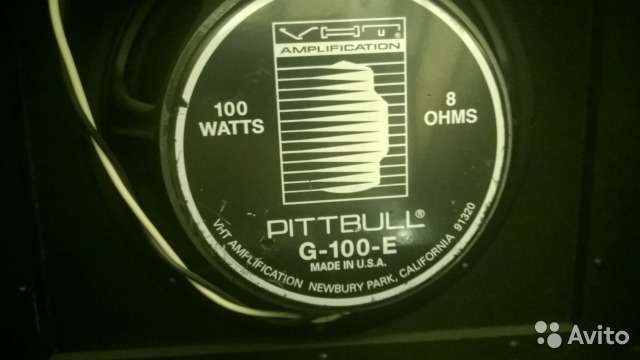 VHT
AMPLIFICATION
100
WATTS
8
OHMS
PITTBULL®
G-100-E
MADE IN U.S.A.
VHT AMPLIFICATION NEWBURY PARK, CALIFORNIA 91320
Avito